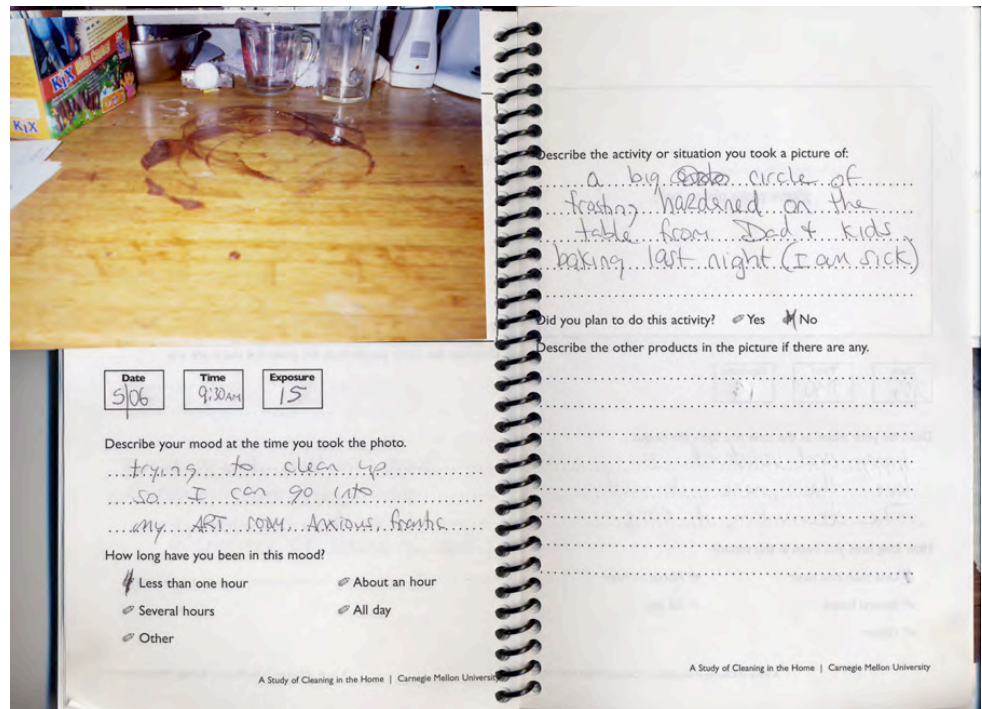 KiX
KiX
Date
Time
Exposure
5/06
9:30 AM
15
Describe your mood at the time you took the photo.
trying to clean up
so I can go into
my ART room. Anxious, frantic
How long have you been in this mood?
Less than one hour
About an hour
Several hours
All day
Other
A Study of Cleaning in the Home | Carnegie Mellon University
Describe the activity or situation you took a picture of:
a big circle of
frosting hardened on the
table from Dad & kids
baking last night (I am sick)
Did you plan to do this activity? Yes No
Describe the other products in the picture if there are any.
A Study of Cleaning in the Home | Carnegie Mellon University